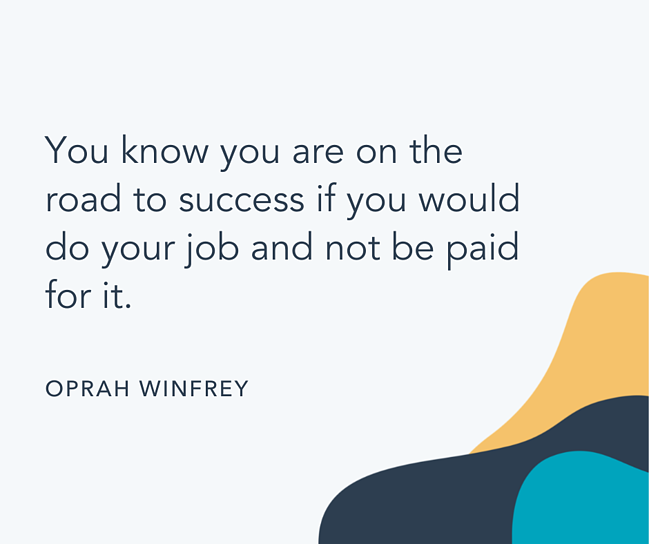 You know you are on the
road to success if you would
do your job and not be paid
for it.
OPRAH WINFREY